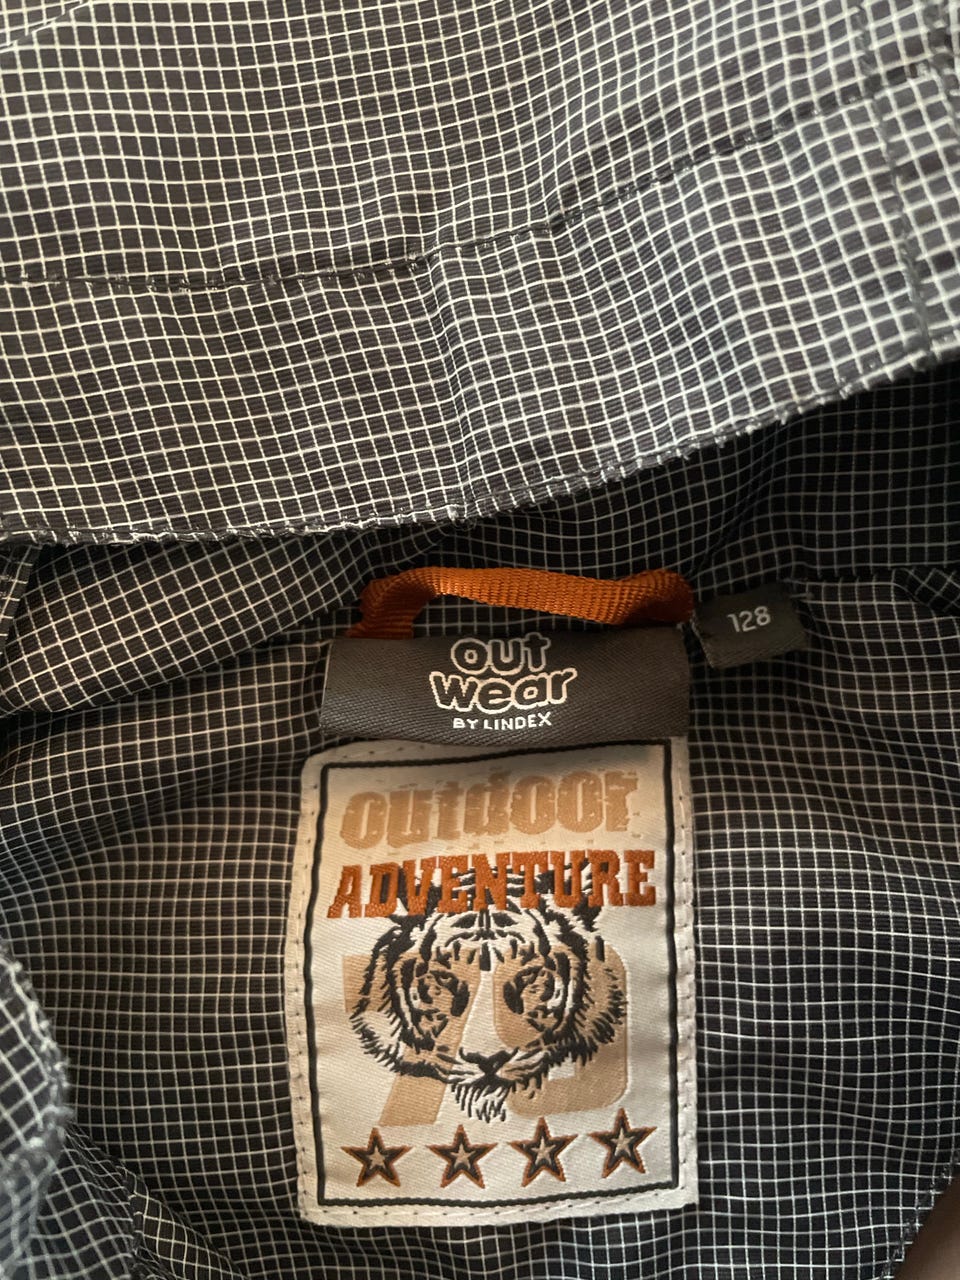 out
wear
BY LINDEX
128
outdoor
ADVENTURE
79